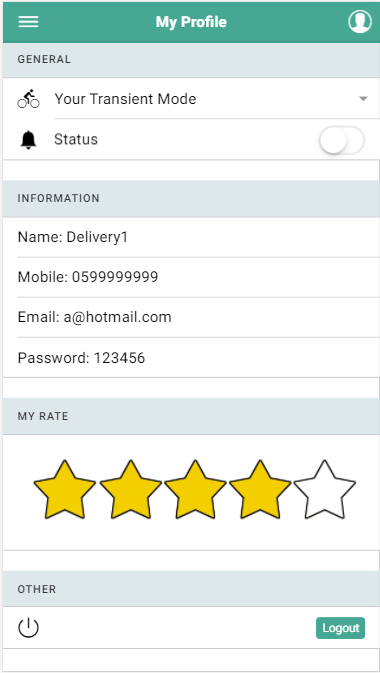 My Profile
GENERAL
Your Transient Mode
Status
INFORMATION
Name: Delivery1
Mobile: 0599999999
Email: a@hotmail.com
Password: 123456
MY RATE
OTHER
Logout